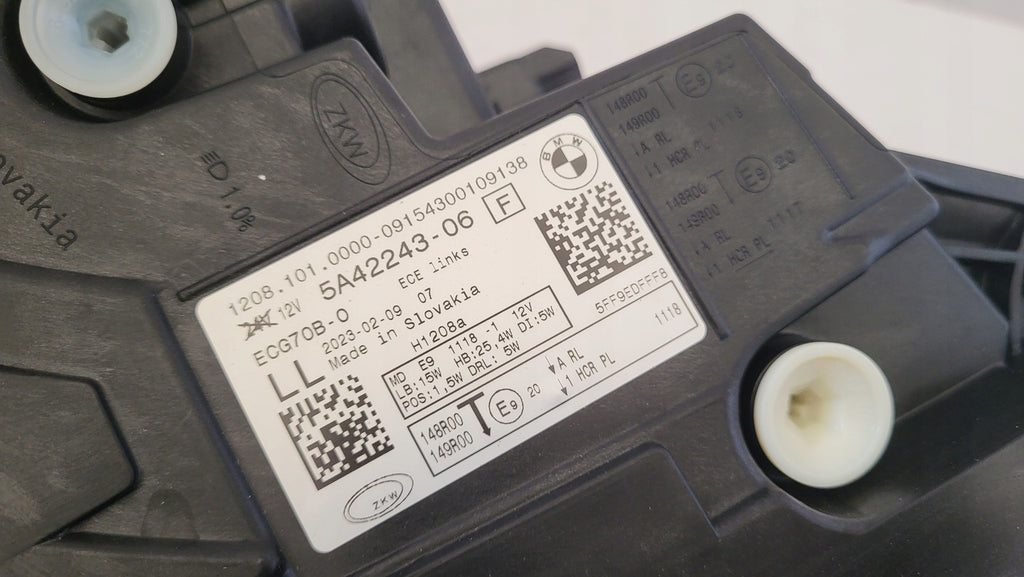 ZKW
ovakia
1.0%
1208.101.0000-09154300109138
24V 12V 5A42243-06 F
BMW
ECG70B-0 ECE links
2023-02-09 07
LL Made in Slovakia
H1208a
MD E9 1118-1 12V
LB:15W HB:25,4W DI:5W
POS:1,5W DRL: 5W
5FF9EDFFF8
1118
148R00
149R00
E9 20
A RL
1 HCR PL
ZKW
148R00
149R00
E9 20
A RL 1118
1 HCR PL
148R00
149R00
E9 20
A RL 1117
1 HCR PL